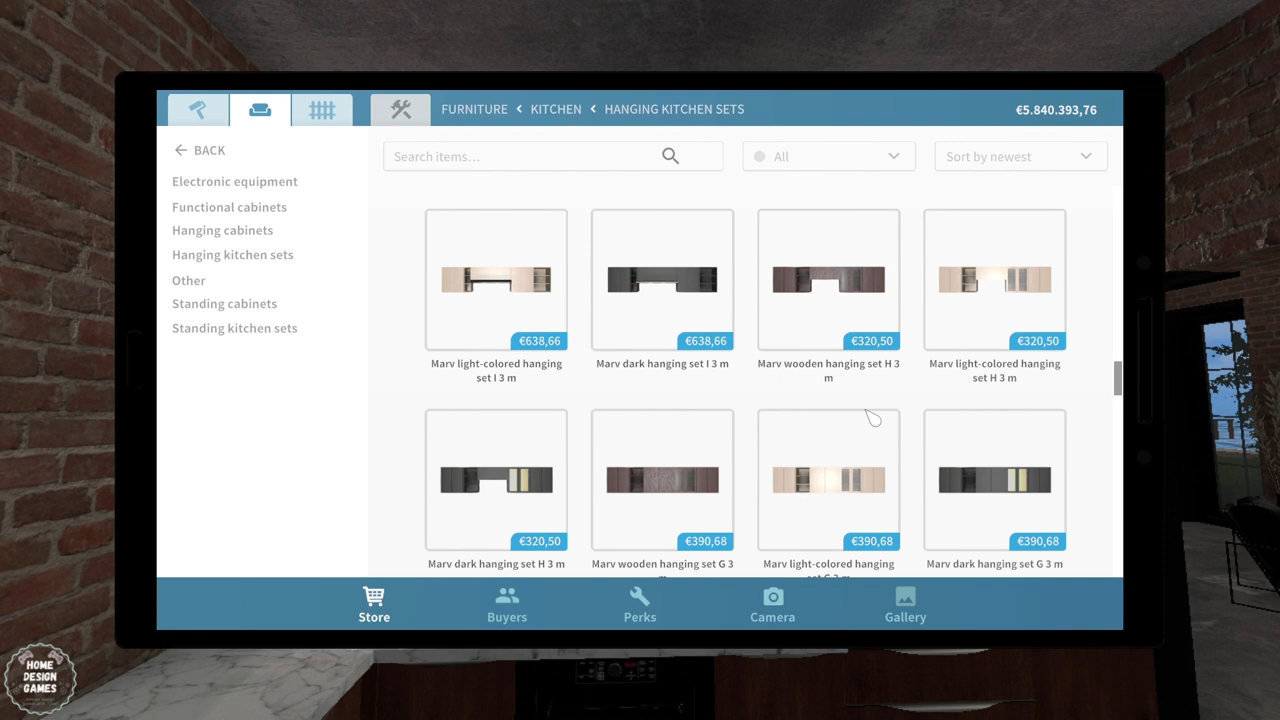 FURNITURE < KITCHEN < HANGING KITCHEN SETS
€5.840.393,76
BACK
Electronic equipment
Functional cabinets
Hanging cabinets
Hanging kitchen sets
Other
Standing cabinets
Standing kitchen sets
Search items...
All
Sort by newest
€638,66
€638,66
€320,50
€320,50
Marv light-colored hanging
set I 3 m
Marv dark hanging set I 3 m
Marv wooden hanging set H 3
m
Marv light-colored hanging
set H 3 m
€320,50
€390,68
€390,68
€390,68
Marv dark hanging set H 3 m
Marv wooden hanging set G 3
Marv light-colored hanging
Marv dark hanging set G 3 m
Store
Buyers
Perks
Camera
Gallery
HOME
DESIGN
GAMES